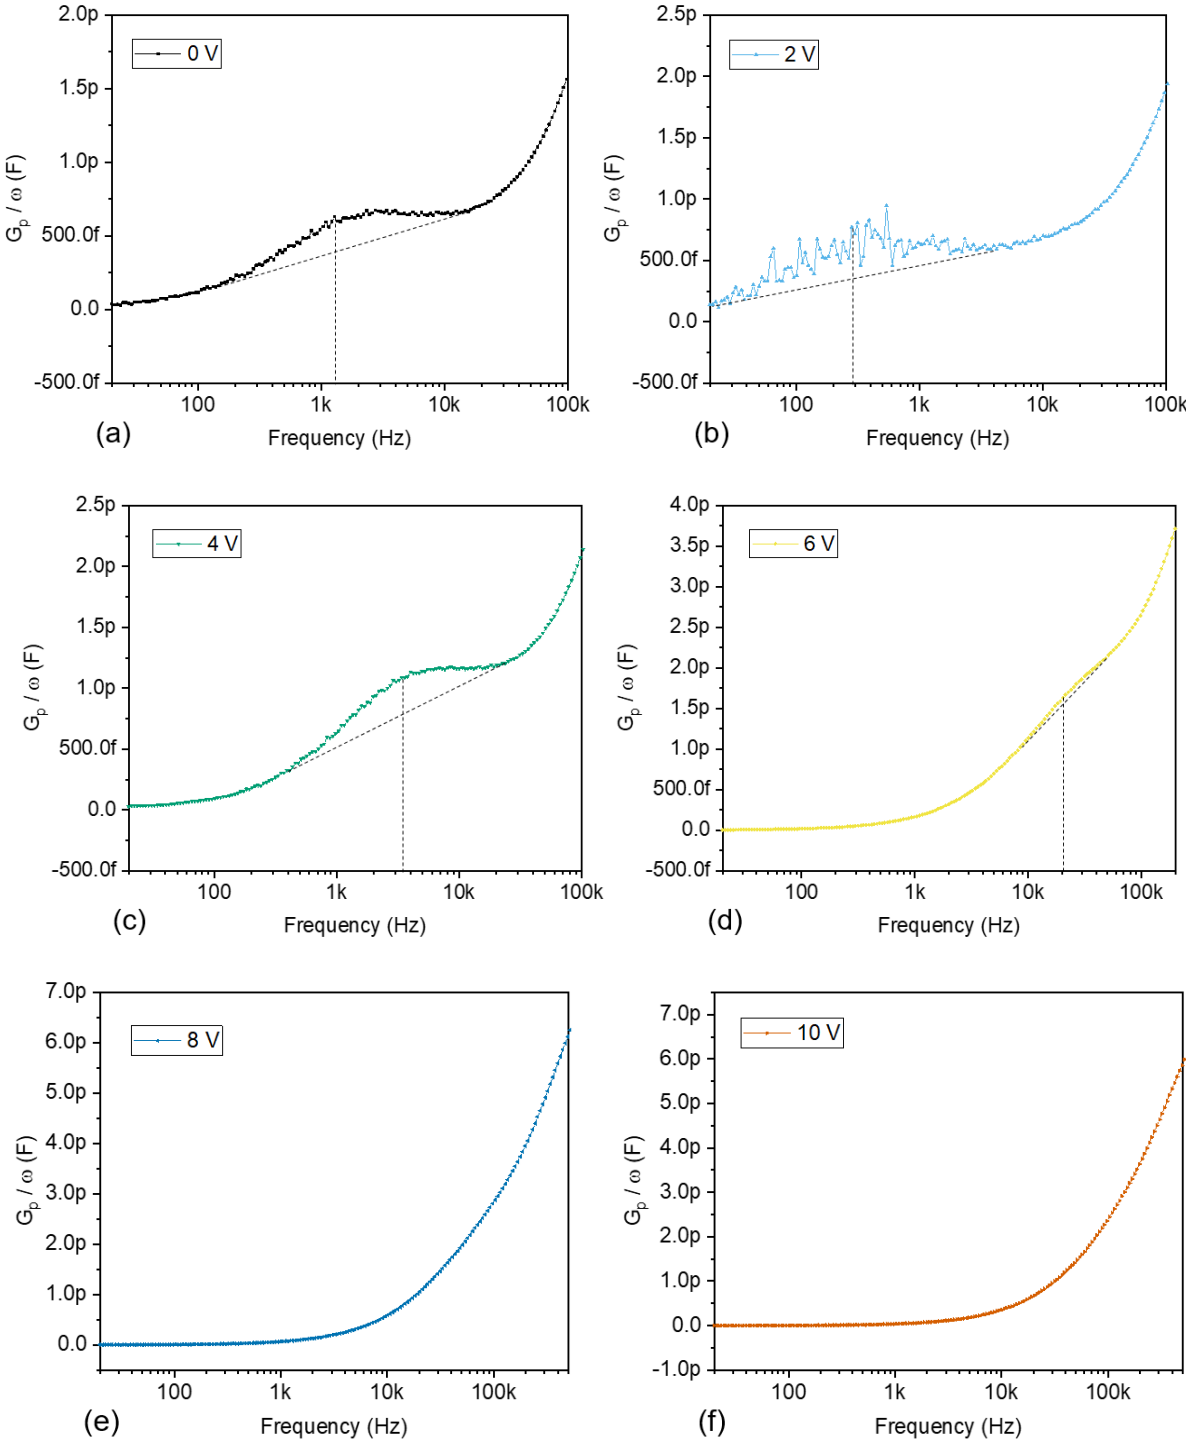 2.0p
1.5p
1.0p
500.0f
0.0
-500.0f
Gp / ω (F)
0 V
100
1k
10k
100k
(a)
Frequency (Hz)
2.5p
2.0p
1.5p
1.0p
500.0f
0.0
-500.0f
Gp / ω (F)
2 V
100
1k
10k
100k
(b)
Frequency (Hz)
2.5p
2.0p
1.5p
1.0p
500.0f
0.0
-500.0f
Gp / ω (F)
4 V
100
1k
10k
100k
(c)
Frequency (Hz)
4.0p
3.5p
3.0p
2.5p
2.0p
1.5p
1.0p
500.0f
0.0
-500.0f
Gp / ω (F)
6 V
100
1k
10k
100k
(d)
Frequency (Hz)
7.0p
6.0p
5.0p
4.0p
3.0p
2.0p
1.0p
0.0
Gp / ω (F)
8 V
100
1k
10k
100k
(e)
Frequency (Hz)
7.0p
6.0p
5.0p
4.0p
3.0p
2.0p
1.0p
0.0
-1.0p
Gp / ω (F)
10 V
100
1k
10k
100k
(f)
Frequency (Hz)